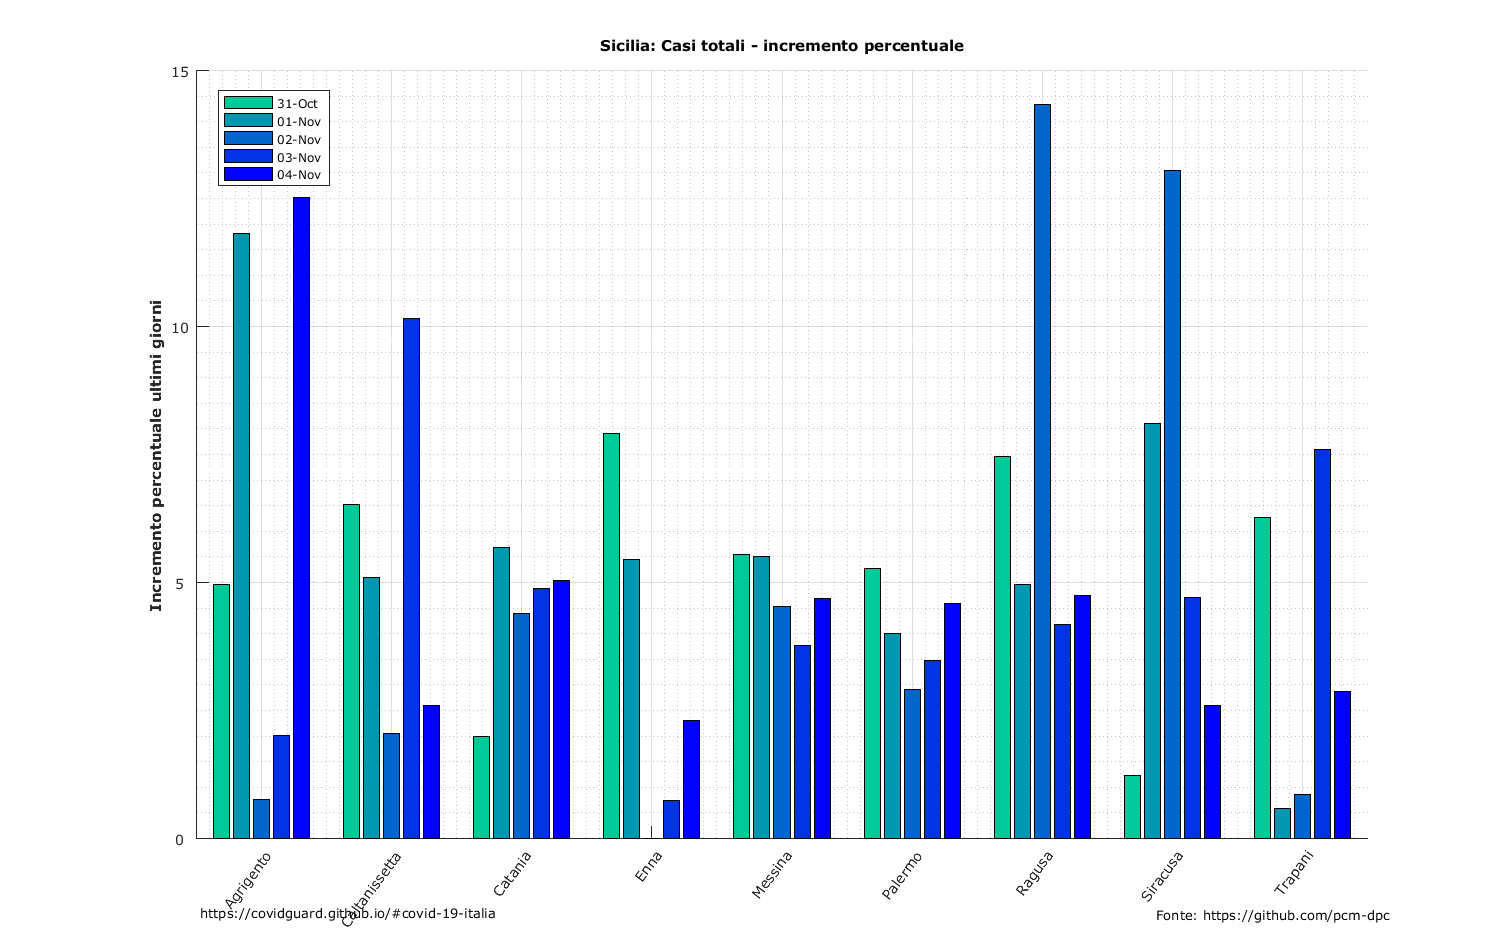 Sicilia: Casi totali - incremento percentuale
Incremento percentuale ultimi giorni
15
10
5
0
31-Oct
01-Nov
02-Nov
03-Nov
04-Nov
Agrigento
Caltanissetta
Catania
Enna
Messina
Palermo
Ragusa
Siracusa
Trapani
https://covidguard.github.io/#covid-19-italia
Fonte: https://github.com/pcm-dpc